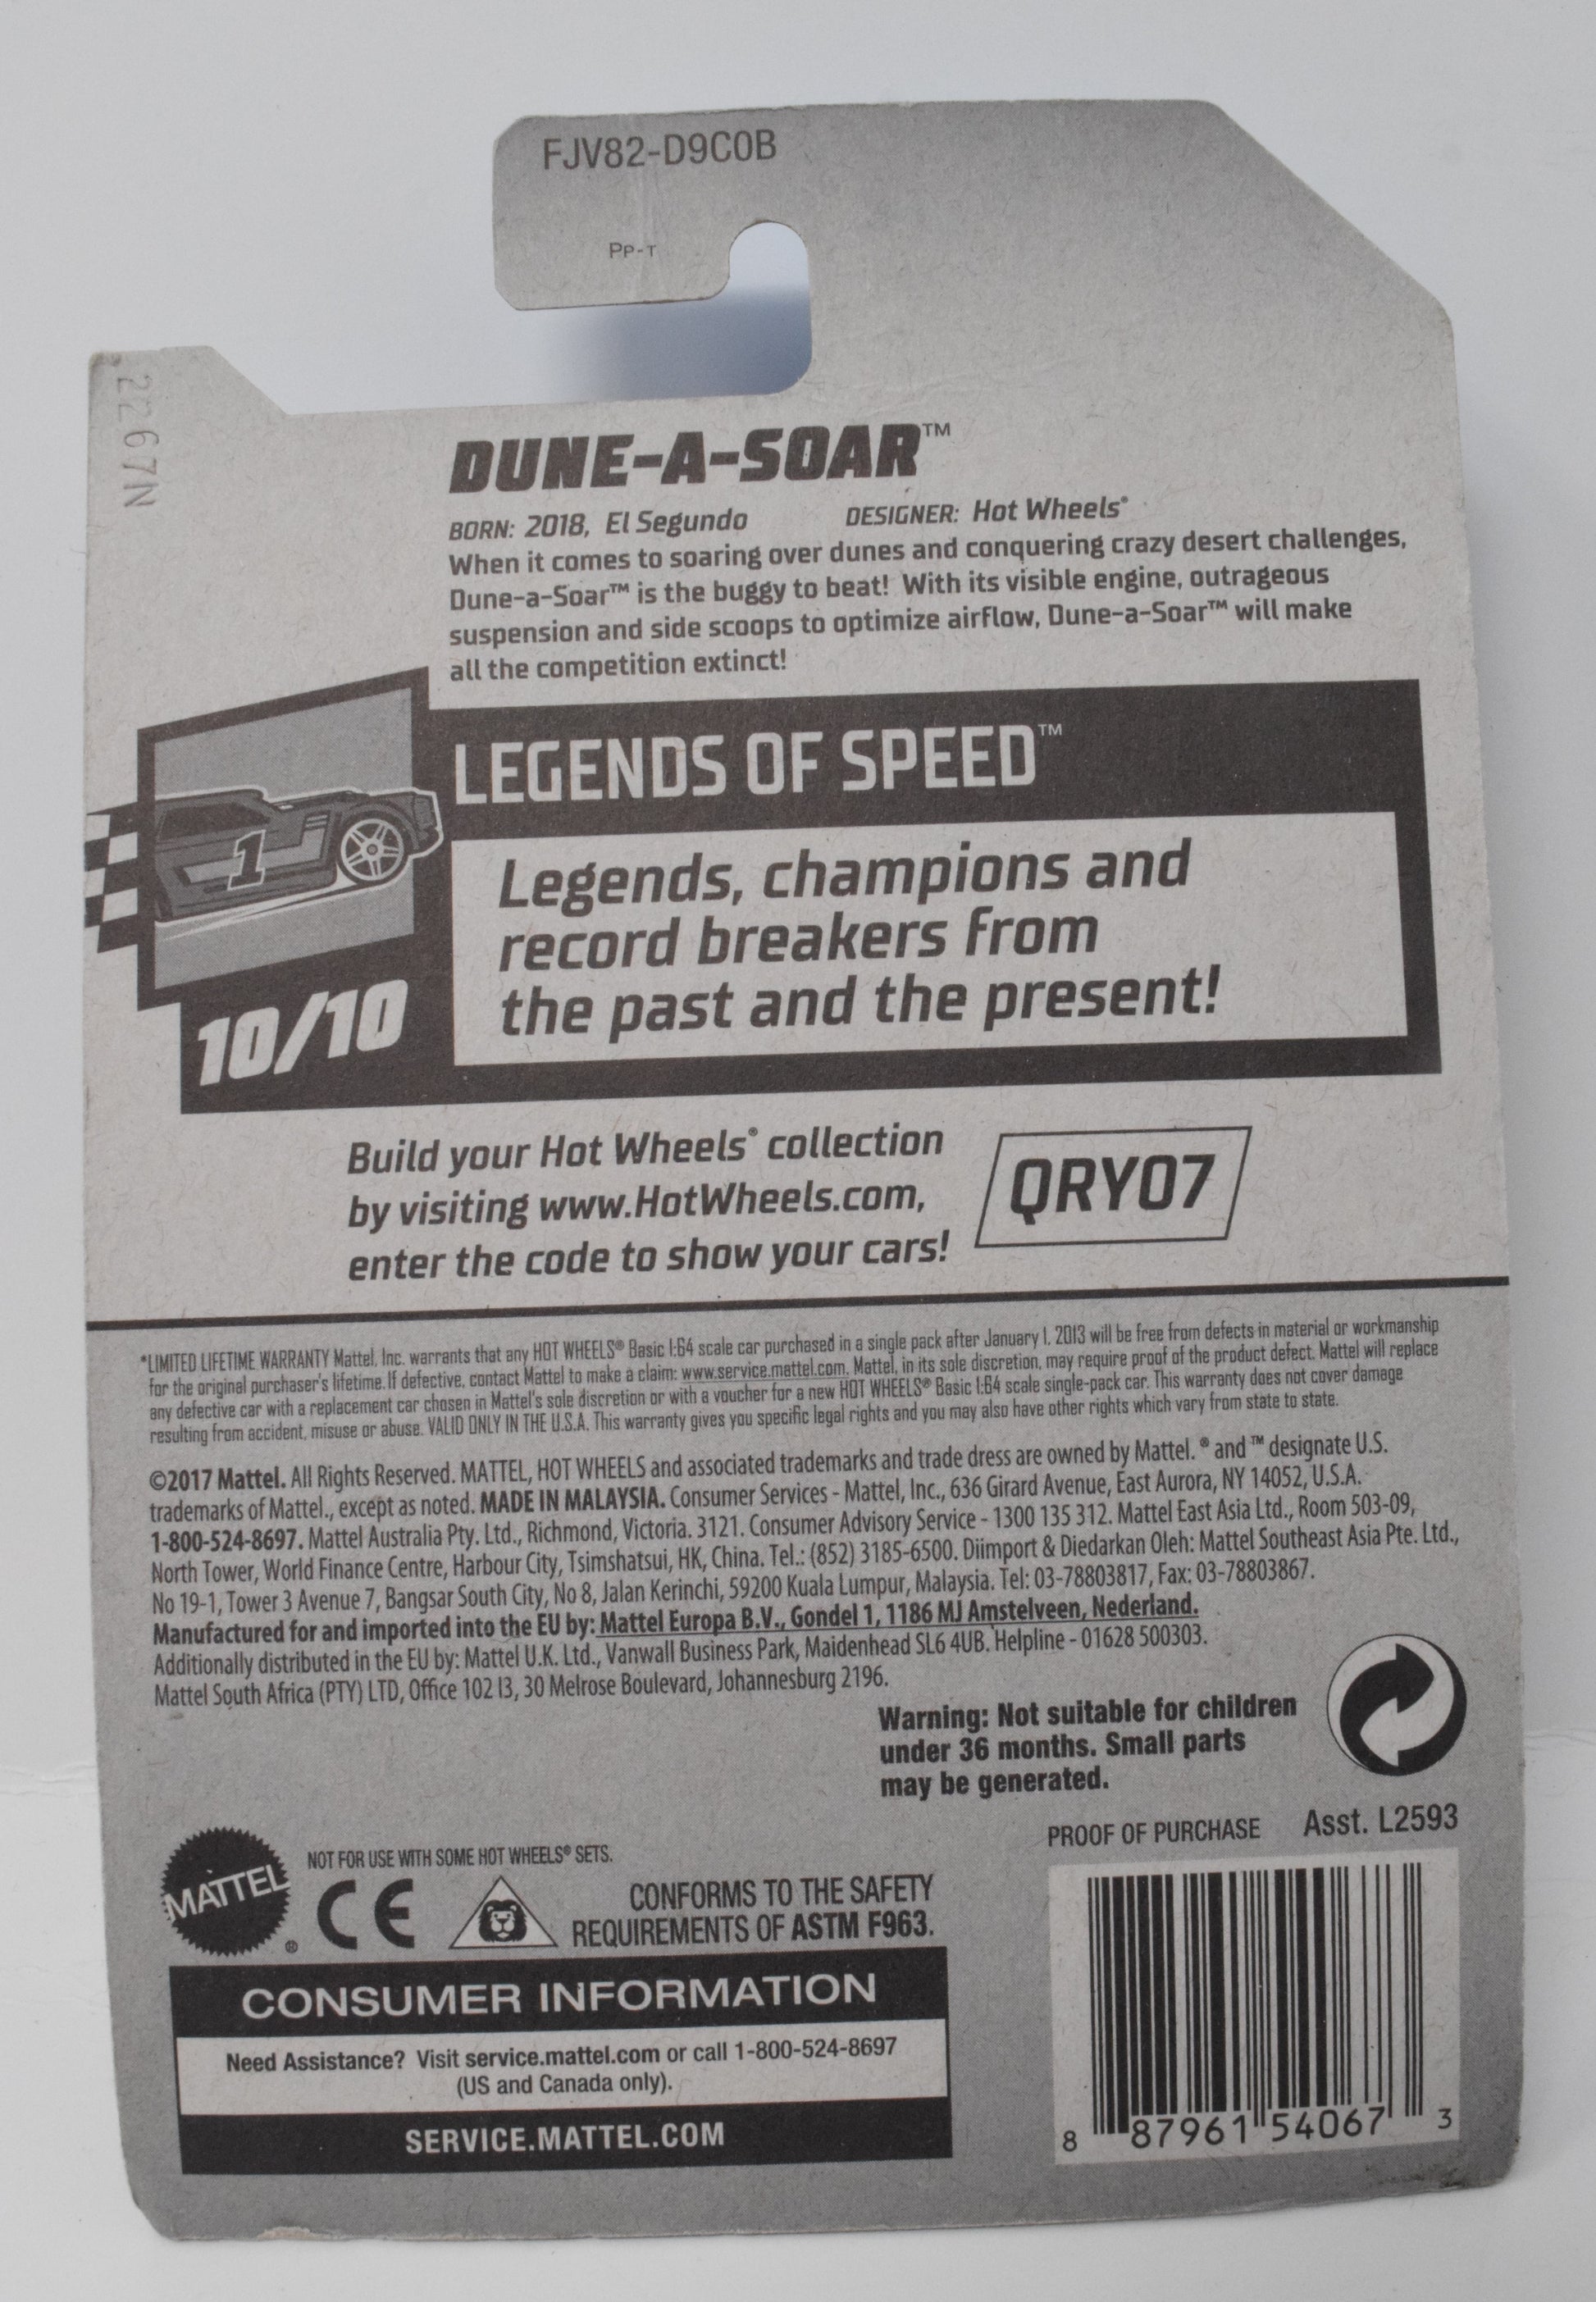 FJV82-D9C0B
Pp-T
2267N
DUNE-A-SOAR™
BORN: 2018, El Segundo DESIGNER: Hot Wheels®
When it comes to soaring over dunes and conquering crazy desert challenges,
Dune-a-Soar™ is the buggy to beat! With its visible engine, outrageous
suspension and side scoops to optimize airflow, Dune-a-Soar™ will make
all the competition extinct!
LEGENDS OF SPEED™
1
Legends, champions and
record breakers from
the past and the present!
10/10
Build your Hot Wheels® collection
by visiting www.HotWheels.com,
enter the code to show your cars!
QRY07
*LIMITED LIFETIME WARRANTY Mattel, Inc. warrants that any HOT WHEELS® Basic 1:64 scale car purchased in a single pack after January 1, 2013 will be free from defects in material or workmanship
for the original purchaser's lifetime. If defective, contact Mattel to make a claim: www.service.mattel.com. Mattel, in its sole discretion, may require proof of the product defect. Mattel will replace
any defective car with a replacement car chosen in Mattel's sole discretion or with a voucher for a new HOT WHEELS® Basic 1:64 scale single-pack car. This warranty does not cover damage
resulting from accident, misuse or abuse. VALID ONLY IN THE U.S.A. This warranty gives you specific legal rights and you may also have other rights which vary from state to state.
©2017 Mattel. All Rights Reserved. MATTEL, HOT WHEELS and associated trademarks and trade dress are owned by Mattel. ® and ™ designate U.S.
trademarks of Mattel., except as noted. MADE IN MALAYSIA. Consumer Services - Mattel, Inc., 636 Girard Avenue, East Aurora, NY 14052, U.S.A.
1-800-524-8697. Mattel Australia Pty. Ltd., Richmond, Victoria. 3121. Consumer Advisory Service - 1300 135 312. Mattel East Asia Ltd., Room 503-09,
North Tower, World Finance Centre, Harbour City, Tsimshatsui, HK, China. Tel.: (852) 3185-6500. Diimport & Diedarkan Oleh: Mattel Southeast Asia Pte. Ltd.,
No 19-1, Tower 3 Avenue 7, Bangsar South City, No 8, Jalan Kerinchi, 59200 Kuala Lumpur, Malaysia. Tel: 03-78803817, Fax: 03-78803867.
Manufactured for and imported into the EU by: Mattel Europa B.V., Gondel 1, 1186 MJ Amstelveen, Nederland.
Additionally distributed in the EU by: Mattel U.K. Ltd., Vanwall Business Park, Maidenhead SL6 4UB. Helpline - 01628 500303.
Mattel South Africa (PTY) LTD, Office 102 I3, 30 Melrose Boulevard, Johannesburg 2196.
Warning: Not suitable for children
under 36 months. Small parts
may be generated.
PROOF OF PURCHASE Asst. L2593
MATTEL®
NOT FOR USE WITH SOME HOT WHEELS® SETS.
CE
CONFORMS TO THE SAFETY
REQUIREMENTS OF ASTM F963.
CONSUMER INFORMATION
Need Assistance? Visit service.mattel.com or call 1-800-524-8697
(US and Canada only).
SERVICE.MATTEL.COM
8 87961 54067 3